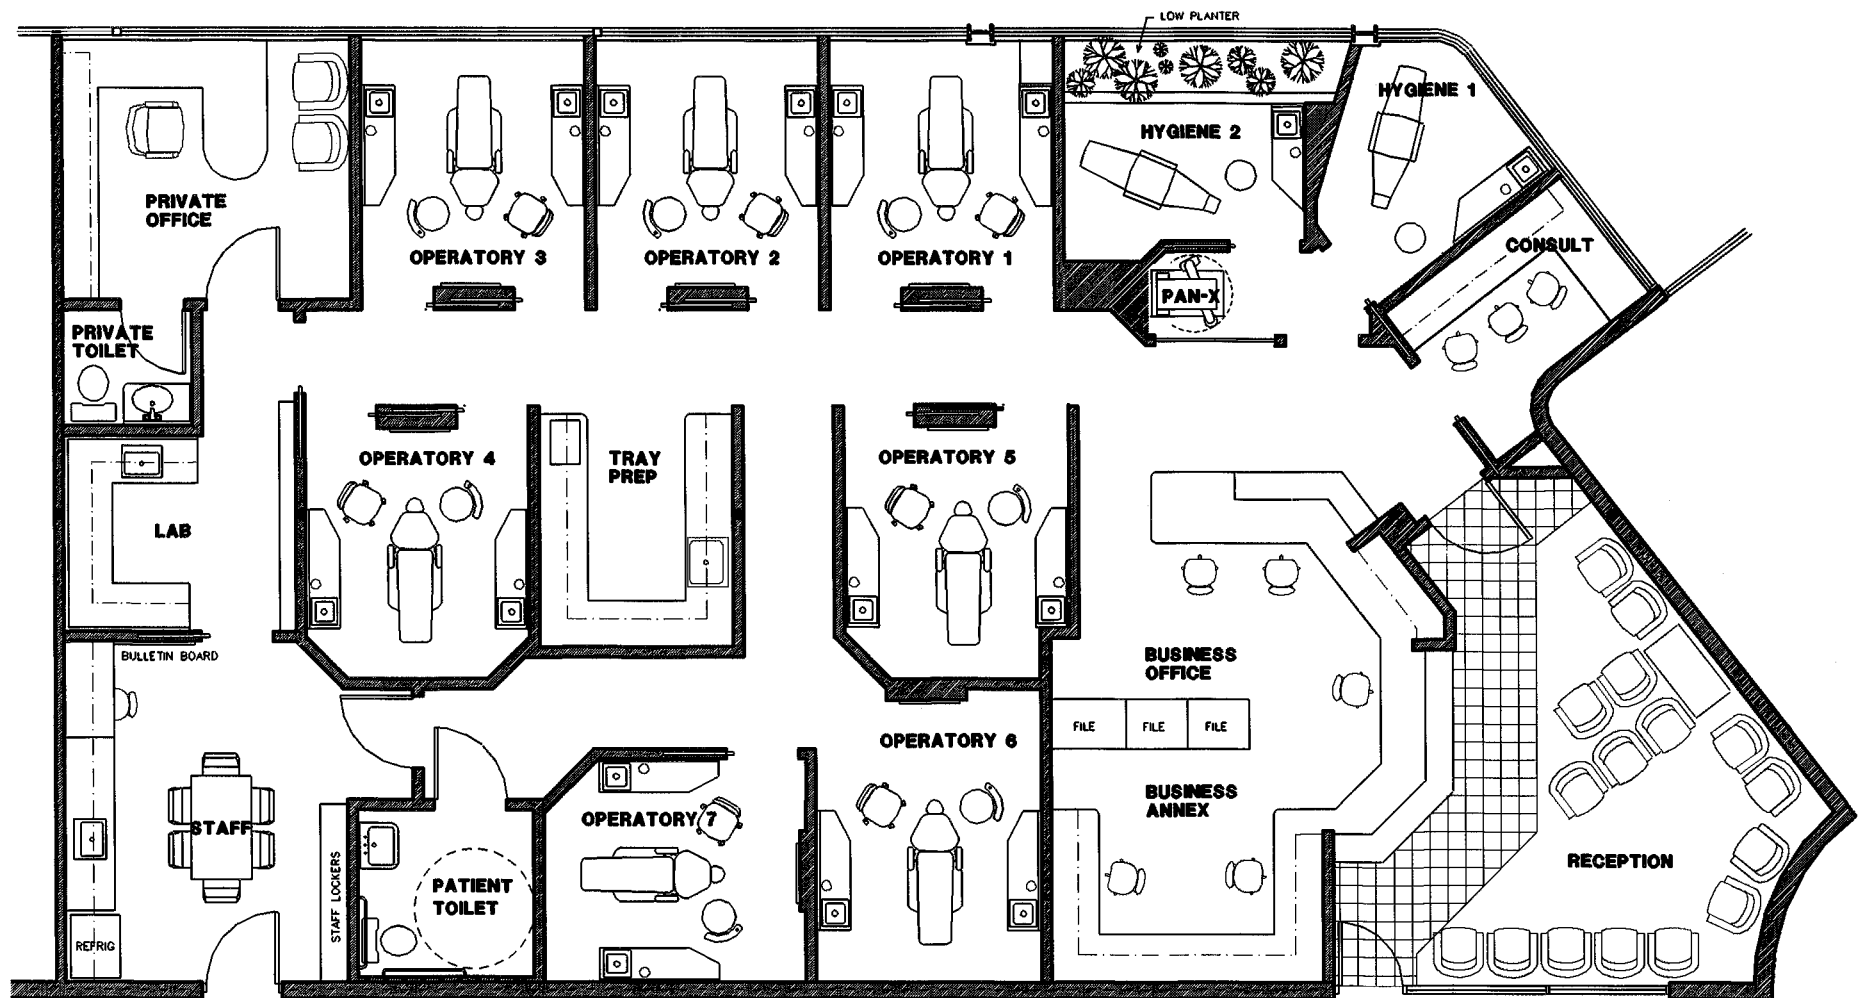 LOW PLANTER
HYGIENE 1
HYGIENE 2
PRIVATE
OFFICE
OPERATORY 3
OPERATORY 2
OPERATORY 1
CONSULT
PAN-X
PRIVATE
TOILET
OPERATORY 4
TRAY
PREP
OPERATORY 5
LAB
BULLETIN BOARD
BUSINESS
OFFICE
FILE
FILE
FILE
OPERATORY 6
BUSINESS
ANNEX
OPERATORY 7
STAFF
RECEPTION
STAFF LOCKERS
PATIENT
TOILET
REFRIG